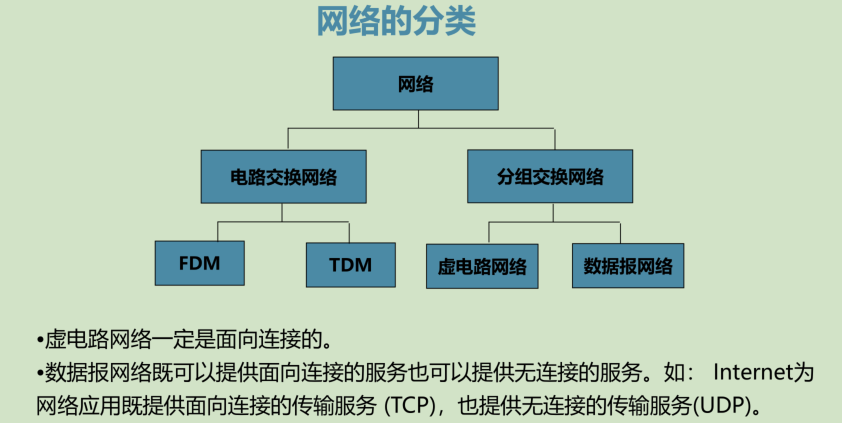 网络的分类
网络
电路交换网络
分组交换网络
FDM
TDM
虚电路网络
数据报网络
•虚电路网络一定是面向连接的。
•数据报网络既可以提供面向连接的服务也可以提供无连接的服务。如： Internet为
网络应用既提供面向连接的传输服务 (TCP)，也提供无连接的传输服务(UDP)。